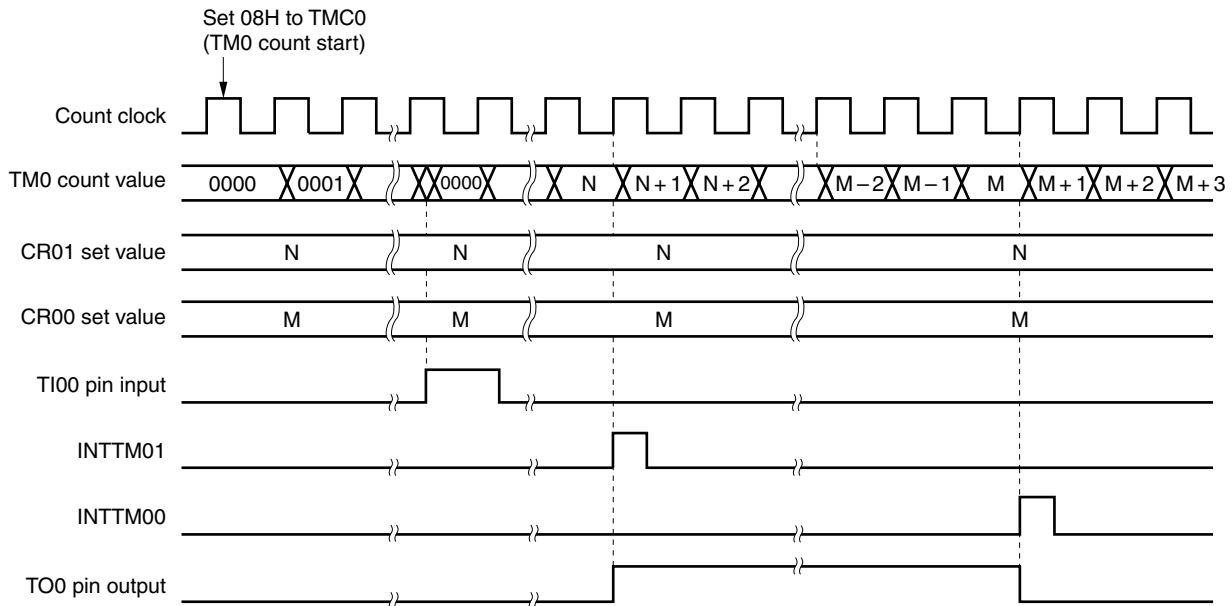 Set 08H to TMC0
(TM0 count start)
Count clock
TM0 count value 0000 0001 0000 N N + 1 N + 2 M – 2 M – 1 M M + 1 M + 2 M + 3
CR01 set value N N N N
CR00 set value M M M M
TI00 pin input
INTTM01
INTTM00
TO0 pin output